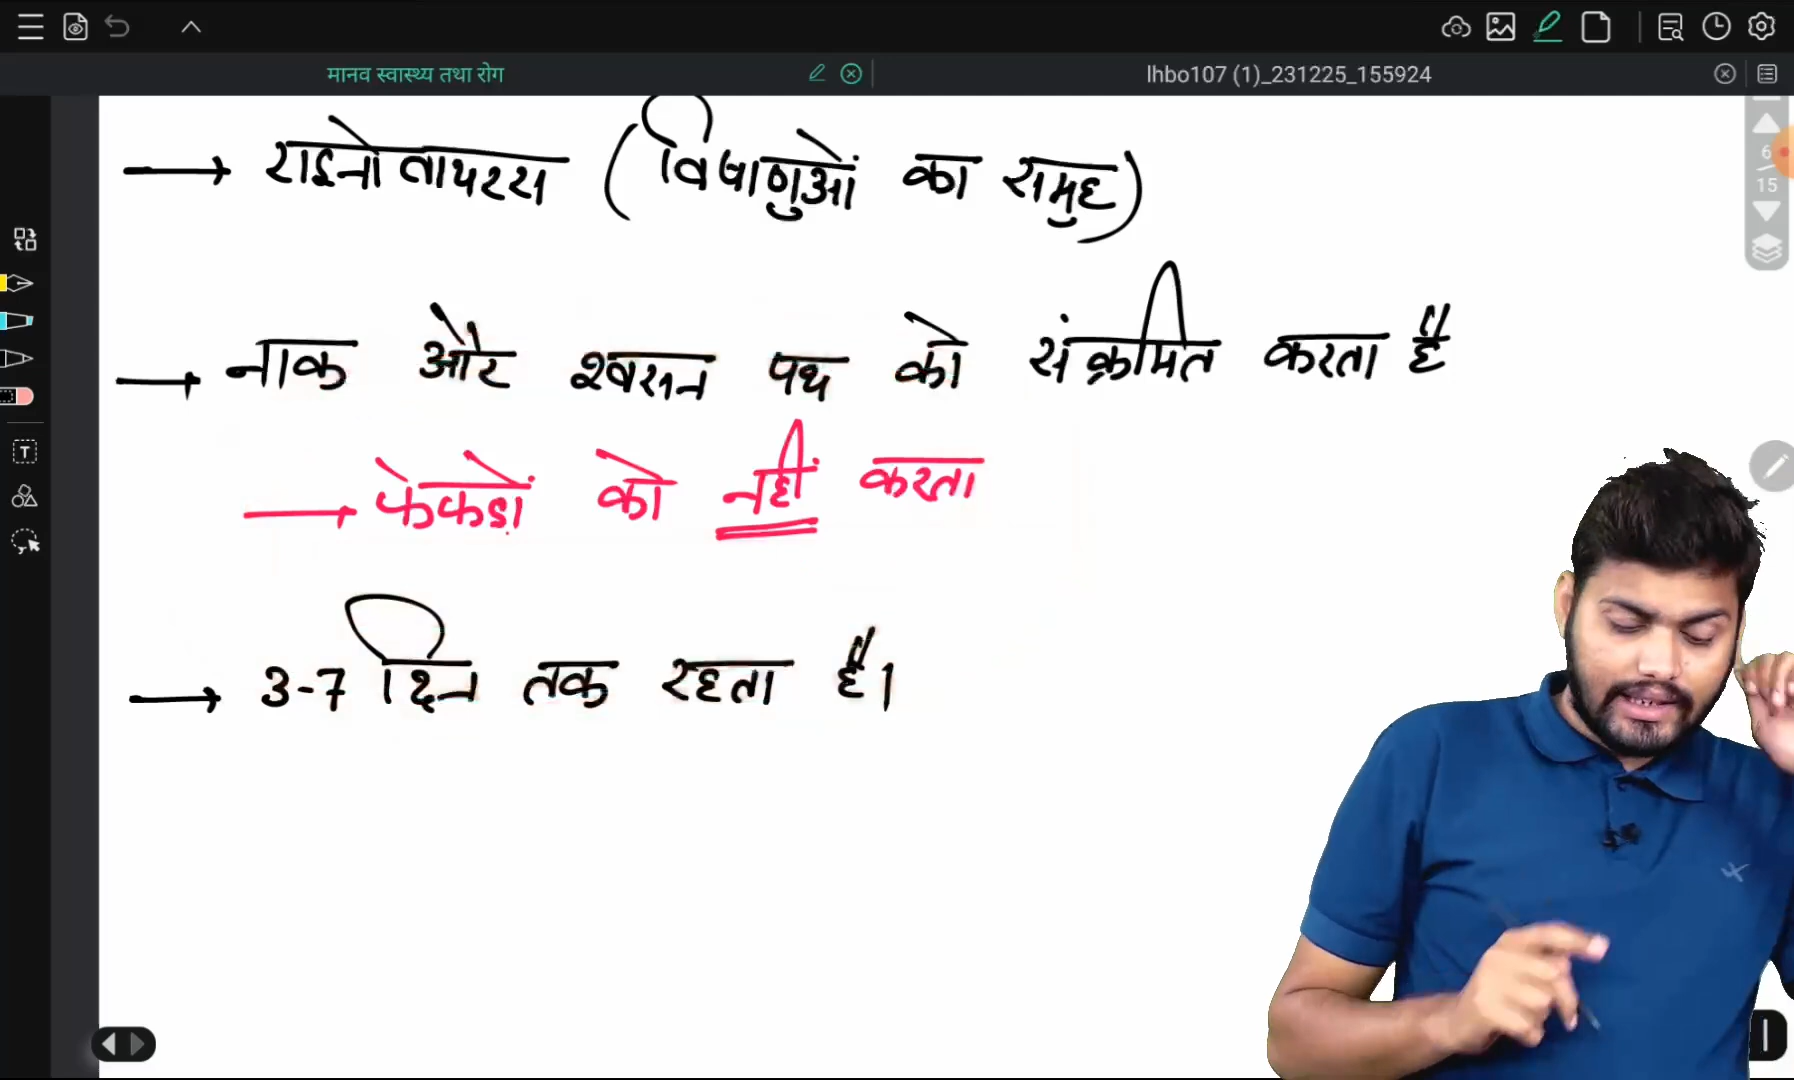 मानव स्वास्थ्य तथा रोग
lhbo107 (1)_231225_155924
6
15
→ राइनोवायरस (विषाणुओं का समुह)
→ नाक और श्वसन पथ को संक्रमित करता है
→ फेफडों को नहीं करता
→ 3-7 दिन तक रहता है।